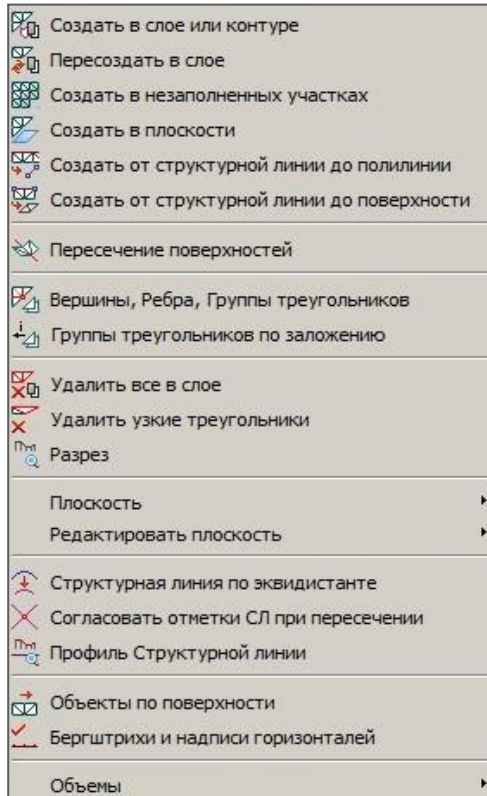 Создать в слое или контуре
Пересоздать в слое
Создать в незаполненных участках
Создать в плоскости
Создать от структурной линии до полилинии
Создать от структурной линии до поверхности
Пересечение поверхностей
Вершины, Ребра, Группы треугольников
Группы треугольников по заложению
Удалить все в слое
Удалить узкие треугольники
Разрез
Плоскость
Редактировать плоскость
Структурная линия по эквидистанте
Согласовать отметки СЛ при пересечении
Профиль Структурной линии
Объекты по поверхности
Бергштрихи и надписи горизонталей
Объемы